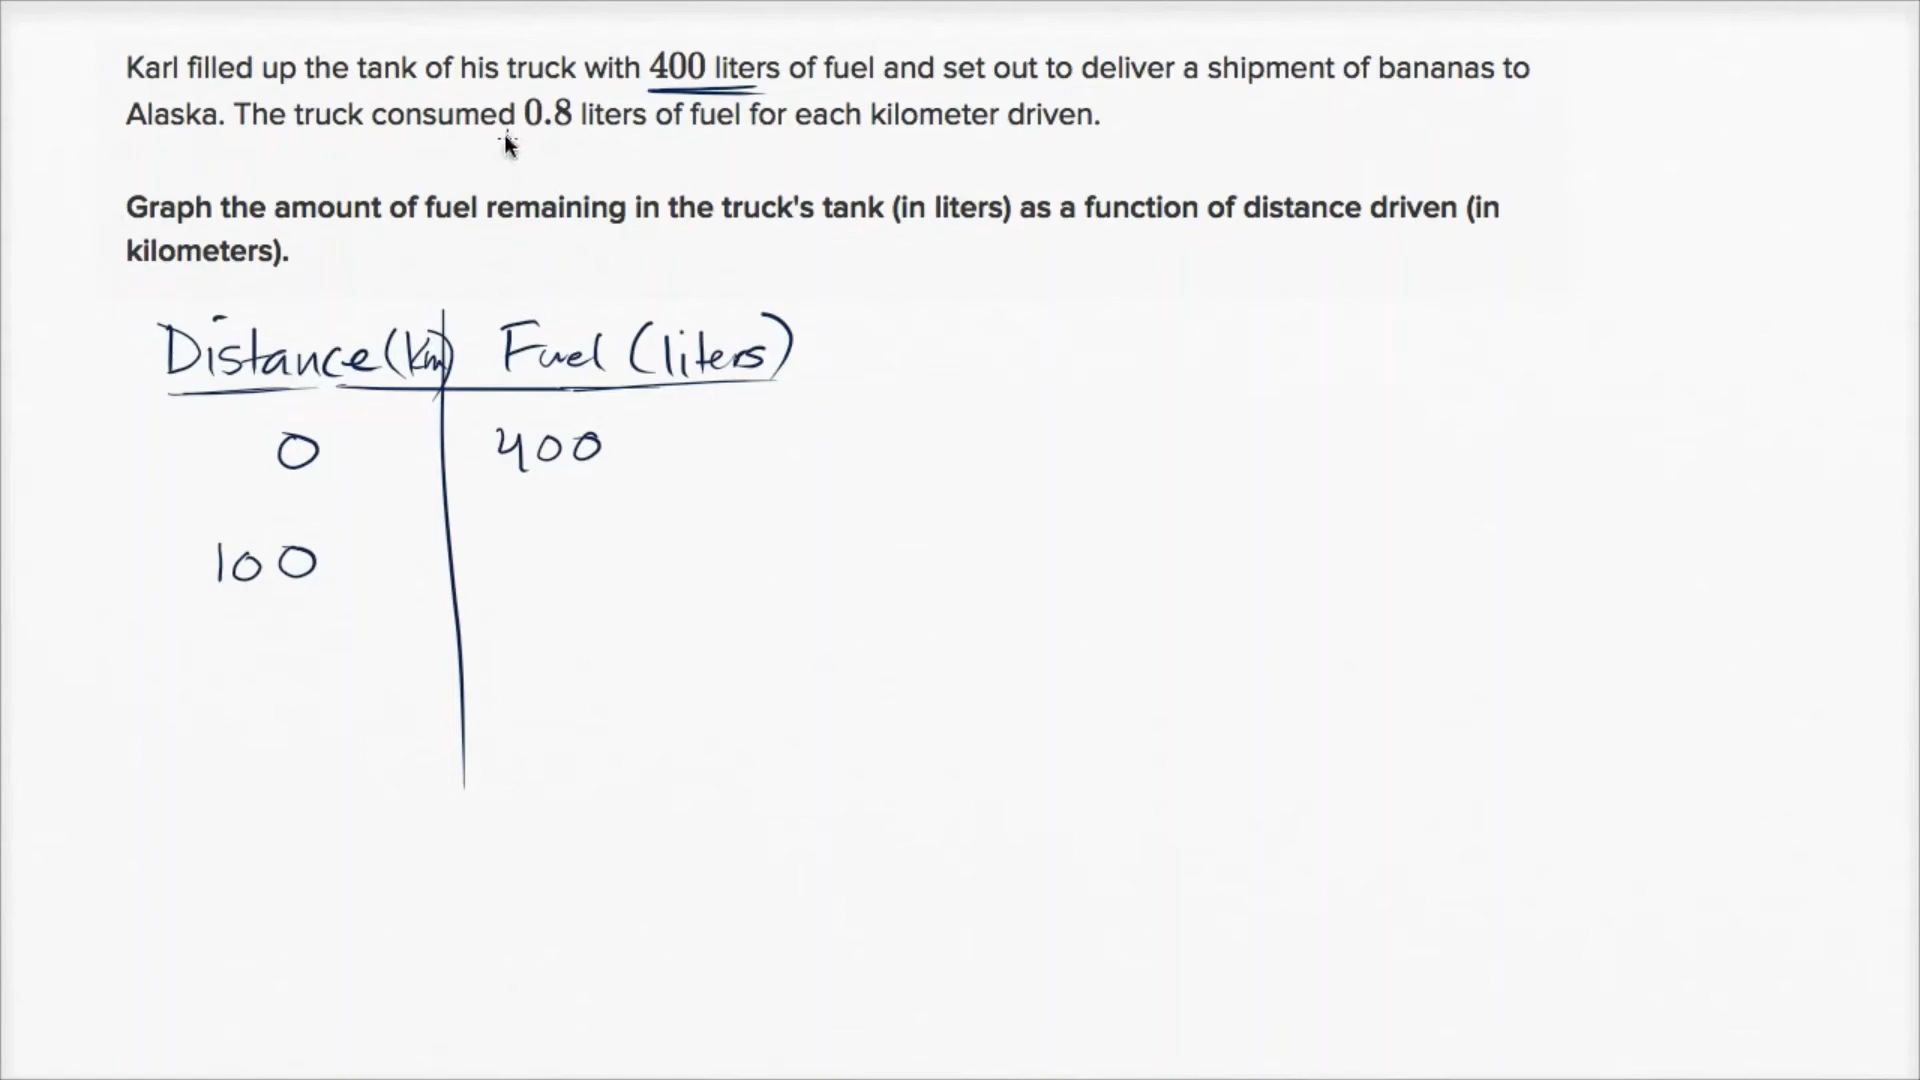 Karl filled up the tank of his truck with 400 liters of fuel and set out to deliver a shipment of bananas to
Alaska. The truck consumed 0.8 liters of fuel for each kilometer driven.
Graph the amount of fuel remaining in the truck's tank (in liters) as a function of distance driven (in
kilometers).
Distance (km) Fuel (liters)
0 400
100